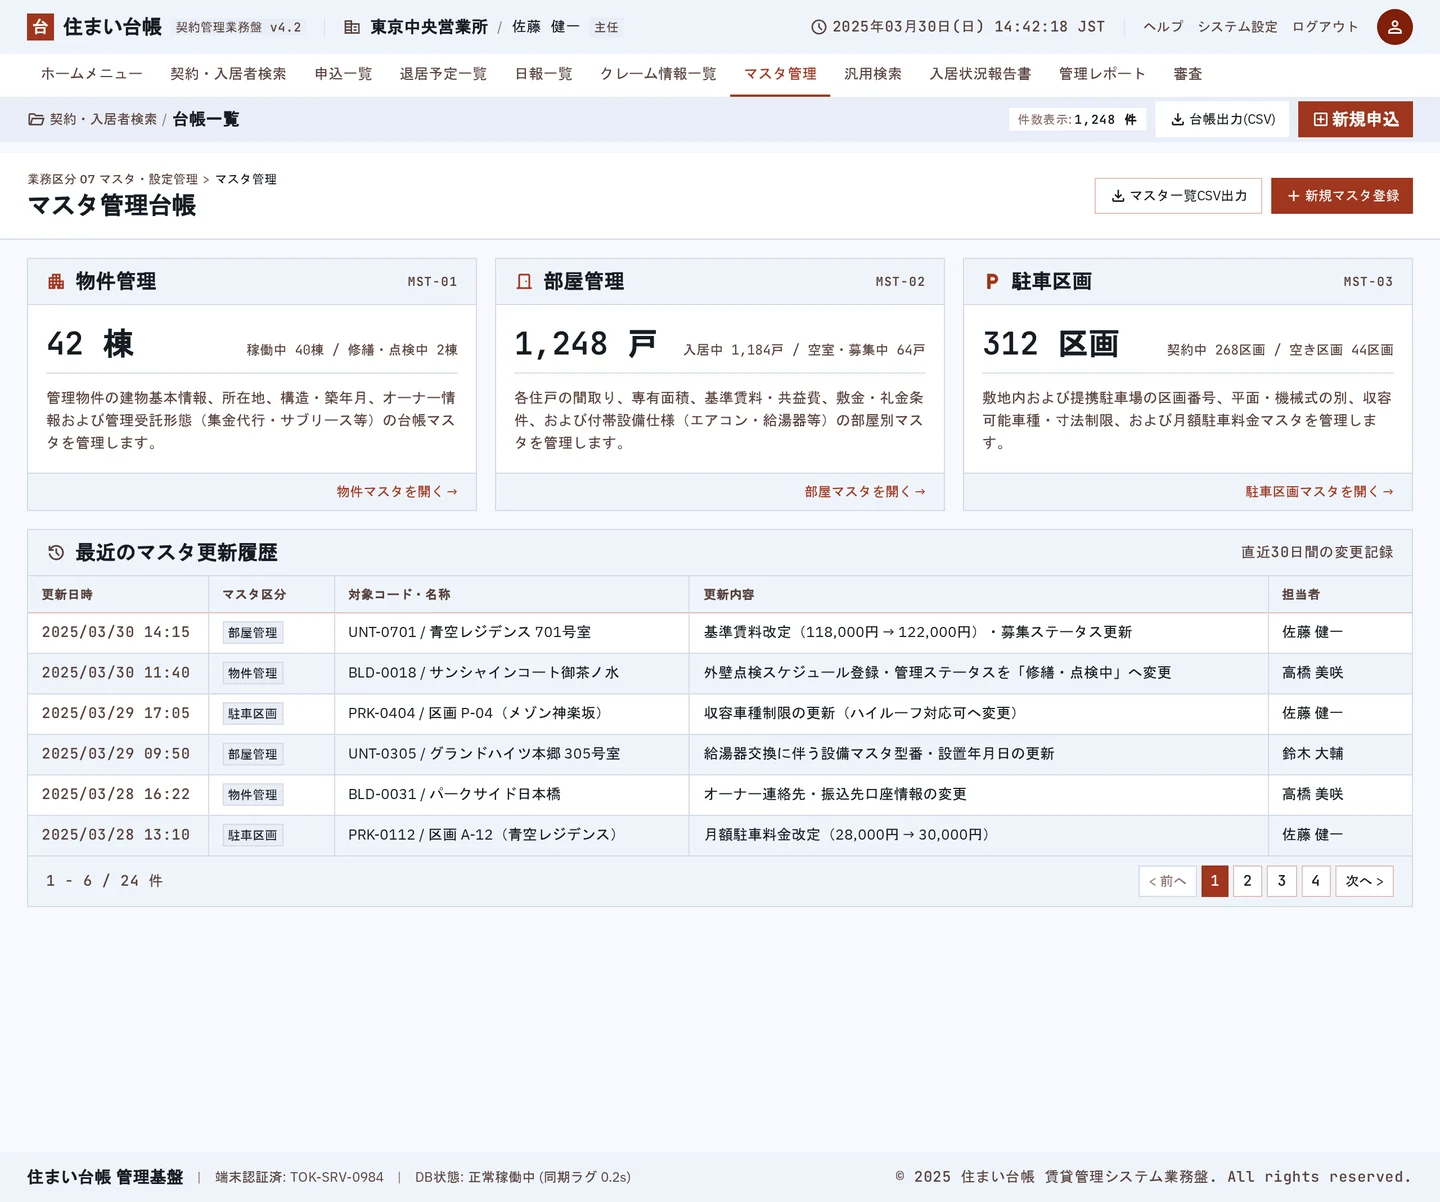 台 住まい台帳 契約管理業務盤 v4.2 東京中央営業所 / 佐藤 健一 主任 2025年03月30日(日) 14:42:18 JST ヘルプ システム設定 ログアウト
ホームメニュー 契約・入居者検索 申込一覧 退居予定一覧 日報一覧 クレーム情報一覧 マスタ管理 汎用検索 入居状況報告書 管理レポート 審査
契約・入居者検索 / 台帳一覧 件数表示: 1,248 件 台帳出力(CSV) 新規申込
業務区分 07 マスタ・設定管理 > マスタ管理
マスタ管理台帳 マスタ一覧CSV出力 + 新規マスタ登録
物件管理 MST-01
42 棟 稼働中 40棟 / 修繕・点検中 2棟
管理物件の建物基本情報、所在地、構造・築年月、オーナー情
報および管理受託形態（集金代行・サブリース等）の台帳マス
タを管理します。
物件マスタを開く →
部屋管理 MST-02
1,248 戸 入居中 1,184戸 / 空室・募集中 64戸
各住戸の間取り、専有面積、基準賃料・共益費、敷金・礼金条
件、および付帯設備仕様（エアコン・給湯器等）の部屋別マス
タを管理します。
部屋マスタを開く →
P 駐車区画 MST-03
312 区画 契約中 268区画 / 空き区画 44区画
敷地内および提携駐車場の区画番号、平面・機械式の別、収容
可能車種・寸法制限、および月額駐車料金マスタを管理しま
す。
駐車区画マスタを開く →
最近のマスタ更新履歴 直近30日間の変更記録
更新日時 マスタ区分 対象コード・名称 更新内容 担当者
2025/03/30 14:15 部屋管理 UNT-0701 / 青空レジデンス 701号室 基準賃料改定（118,000円 → 122,000円）・募集ステータス更新 佐藤 健一
2025/03/30 11:40 物件管理 BLD-0018 / サンシャインコート御茶ノ水 外壁点検スケジュール登録・管理ステータスを「修繕・点検中」へ変更 高橋 美咲
2025/03/29 17:05 駐車区画 PRK-0404 / 区画 P-04（メゾン神楽坂） 収容車種制限の更新（ハイルーフ対応可へ変更） 佐藤 健一
2025/03/29 09:50 部屋管理 UNT-0305 / グランドハイツ本郷 305号室 給湯器交換に伴う設備マスタ型番・設置年月日の更新 鈴木 大輔
2025/03/28 16:22 物件管理 BLD-0031 / パークサイド日本橋 オーナー連絡先・振込先口座情報の変更 高橋 美咲
2025/03/28 13:10 駐車区画 PRK-0112 / 区画 A-12（青空レジデンス） 月額駐車料金改定（28,000円 → 30,000円） 佐藤 健一
1 - 6 / 24 件 < 前へ 1 2 3 4 次へ >
住まい台帳 管理基盤 | 端末認証済: TOK-SRV-0984 | DB状態: 正常稼働中 (同期ラグ 0.2s) © 2025 住まい台帳 賃貸管理システム業務盤. All rights reserved.